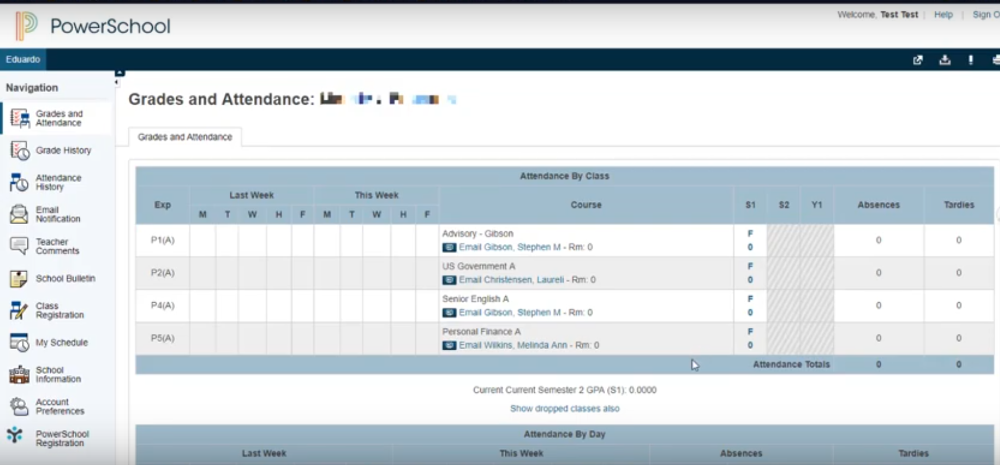 PowerSchool
Welcome, Test Test | Help | Sign O
Eduardo
Navigation
Grades and
Attendance
Grade History
Attendance
History
Email
Notification
Teacher
Comments
School Bulletin
Class
Registration
My Schedule
School
Information
Account
Preferences
PowerSchool
Registration
Grades and Attendance:
Grades and Attendance
Attendance By Class
Exp Last Week This Week Course S1 S2 Y1 Absences Tardies
M T W H F M T W H F
P1(A) Advisory - Gibson F 0 0
Email Gibson, Stephen M - Rm: 0 0
P2(A) US Government A F 0 0
Email Christensen, Laureli - Rm: 0 0
P4(A) Senior English A F 0 0
Email Gibson, Stephen M - Rm: 0 0
P5(A) Personal Finance A F 0 0
Email Wilkins, Melinda Ann - Rm: 0 0
Attendance Totals 0 0
Current Current Semester 2 GPA (S1): 0.0000
Show dropped classes also
Attendance By Day
Last Week This Week Absences Tardies